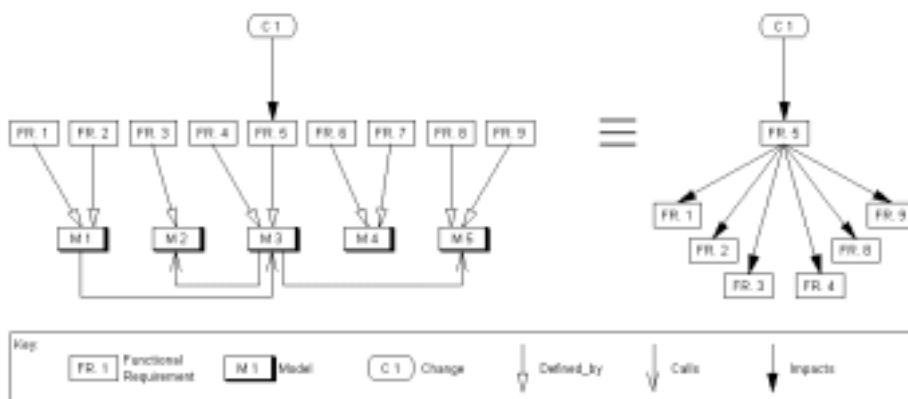 C 1
C 1
FR. 1 FR. 2 FR. 3 FR. 4 FR. 5 FR. 6 FR. 7 FR. 8 FR. 9
FR. 5
M 1 M 2 M 3 M 4 M 5
FR. 1 FR. 9
FR. 2 FR. 8
FR. 3 FR. 4
Key:
FR. 1 Functional Requirement
M 1 Model
C 1 Change
Defined_by
Calls
Impacts